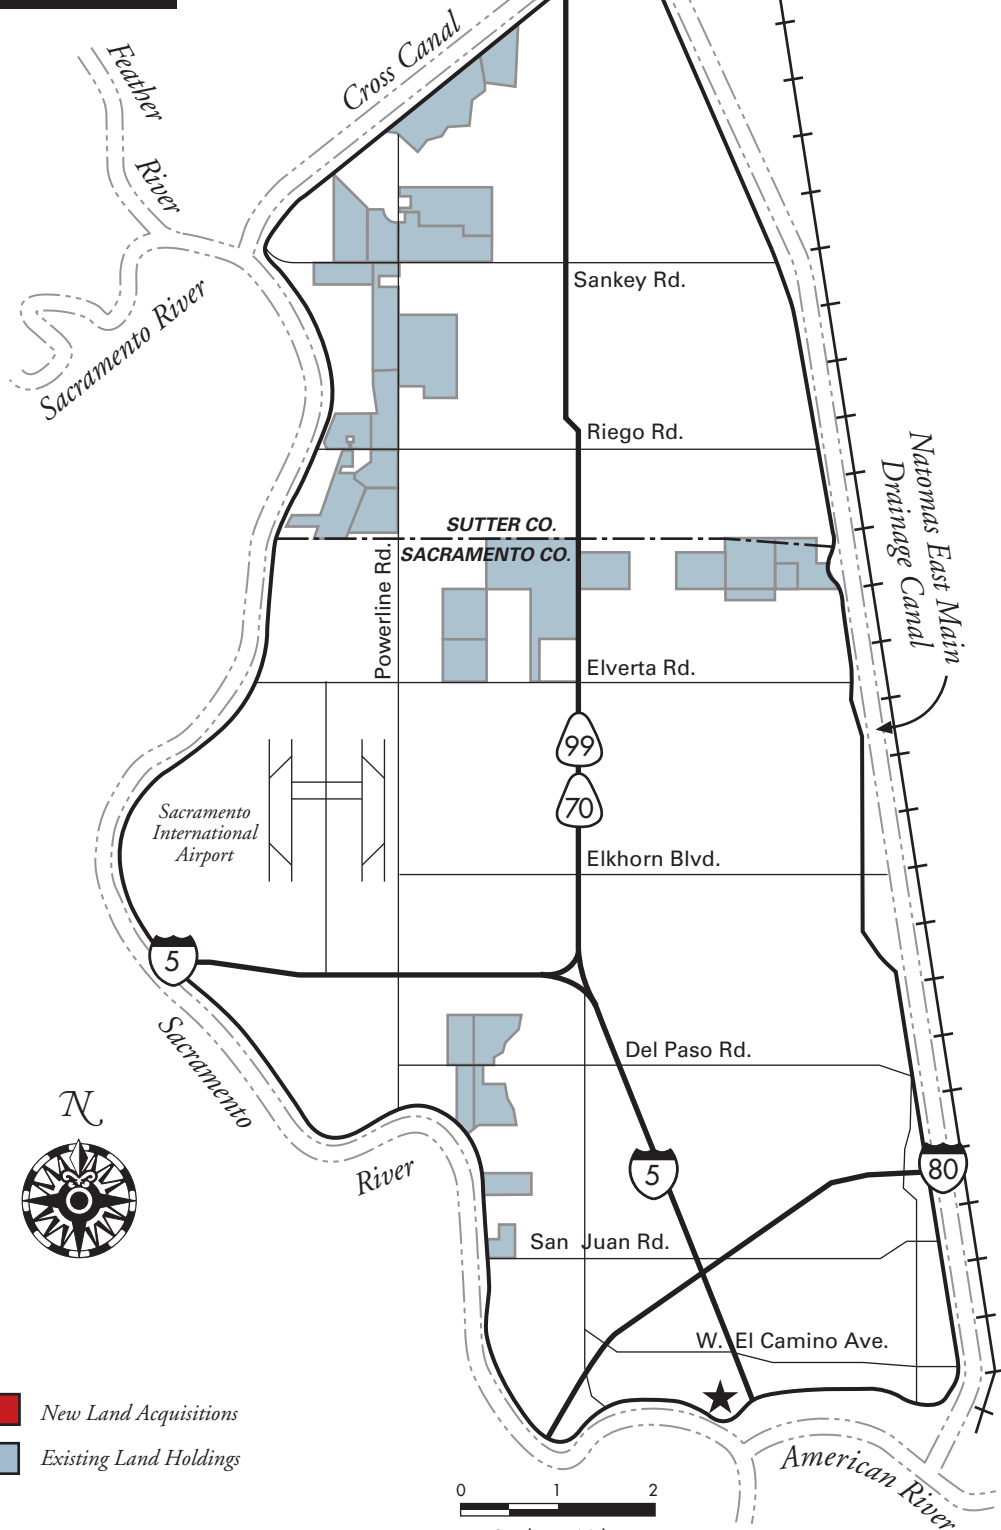 Feather
River
Cross Canal
Sacramento River
Sankey Rd.
Riego Rd.
Natomas East Main
Drainage Canal
SUTTER CO.
SACRAMENTO CO.
Powerline Rd.
Elverta Rd.
99
70
Sacramento
International
Airport
Elkhorn Blvd.
5
Sacramento
River
Del Paso Rd.
N
5
80
San Juan Rd.
W. El Camino Ave.
New Land Acquisitions
Existing Land Holdings
American River
0 1 2